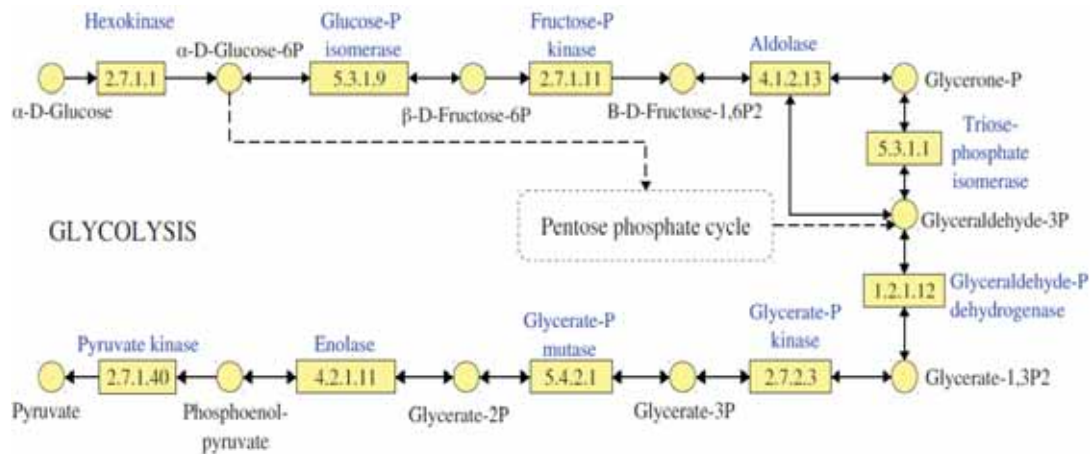 Hexokinase
α-D-Glucose-6P
Glucose-P
isomerase
Fructose-P
kinase
Aldolase
2.7.1.1
5.3.1.9
2.7.1.11
4.1.2.13
α-D-Glucose
β-D-Fructose-6P
B-D-Fructose-1,6P2
Glycerone-P
5.3.1.1
Triose-
phosphate
isomerase
GLYCOLYSIS
Pentose phosphate cycle
Glyceraldehyde-3P
1.2.1.12
Glyceraldehyde-P
dehydrogenase
Pyruvate kinase
Enolase
Glycerate-P
mutase
Glycerate-P
kinase
2.7.1.40
4.2.1.11
5.4.2.1
2.7.2.3
Pyruvate
Phosphoenol-
pyruvate
Glycerate-2P
Glycerate-3P
Glycerate-1,3P2